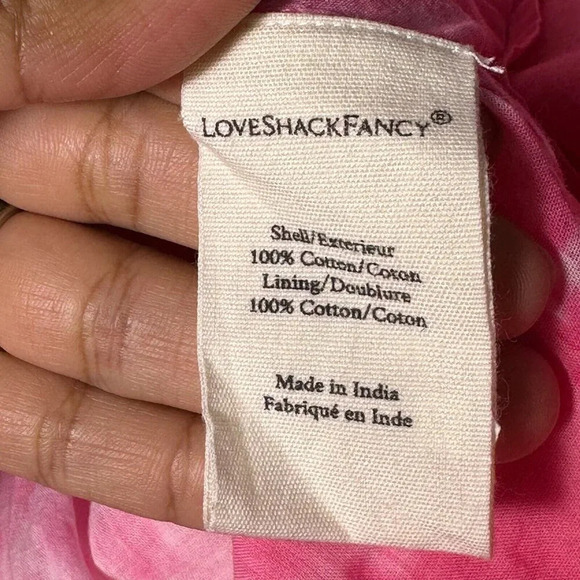 LoveShackFancy®
Shell/Exterieur
100% Cotton/Coton
Lining/Doublure
100% Cotton/Coton
Made in India
Fabriqué en Inde